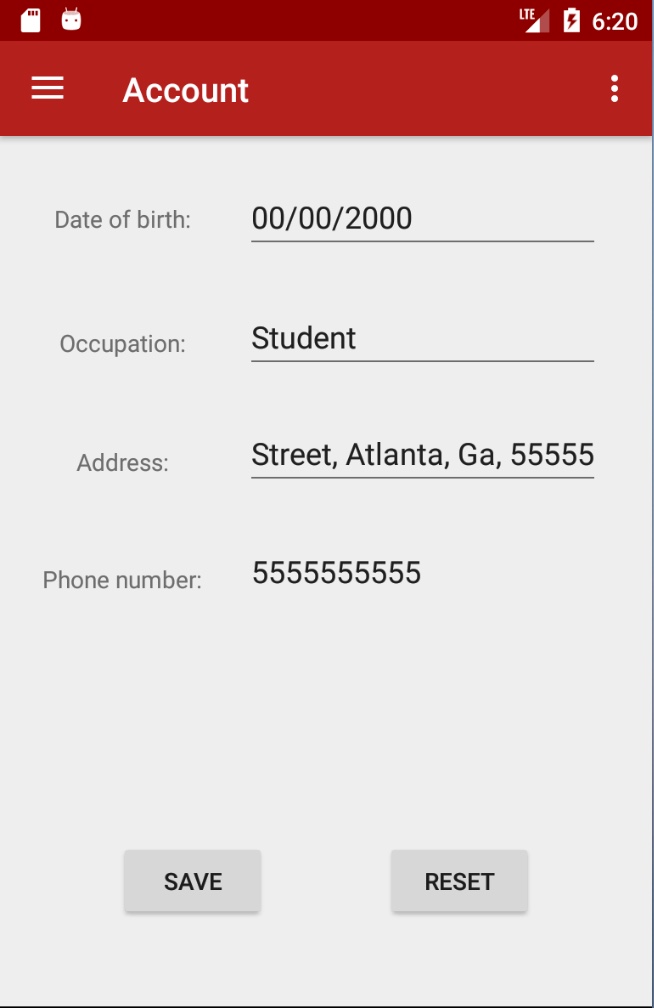 LTE 6:20
Account
Date of birth: 00/00/2000
Occupation: Student
Address: Street, Atlanta, Ga, 55555
Phone number: 5555555555
SAVE RESET